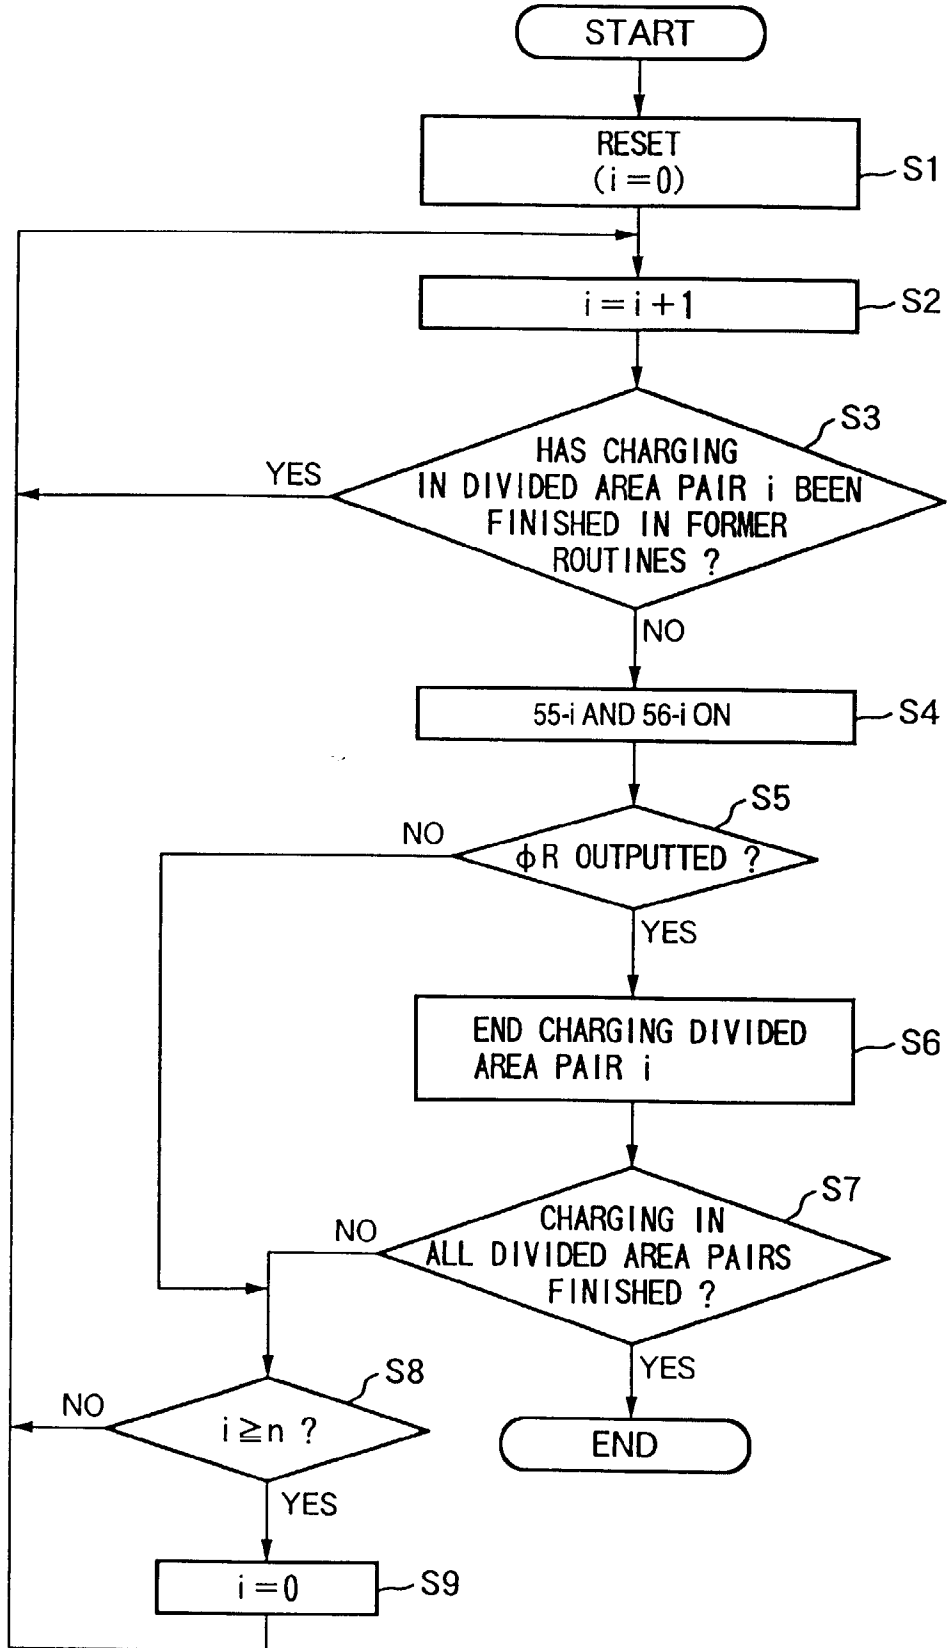 START
RESET
(i=0)
S1
i=i+1
S2
S3
HAS CHARGING
IN DIVIDED AREA PAIR i BEEN
FINISHED IN FORMER
ROUTINES ?
YES
NO
55-i AND 56-i ON
S4
S5
NO
ϕR OUTPUTTED ?
YES
END CHARGING DIVIDED
AREA PAIR i
S6
S7
NO
CHARGING IN
ALL DIVIDED AREA PAIRS
FINISHED ?
YES
S8
NO
i≧n ?
END
YES
i=0
S9